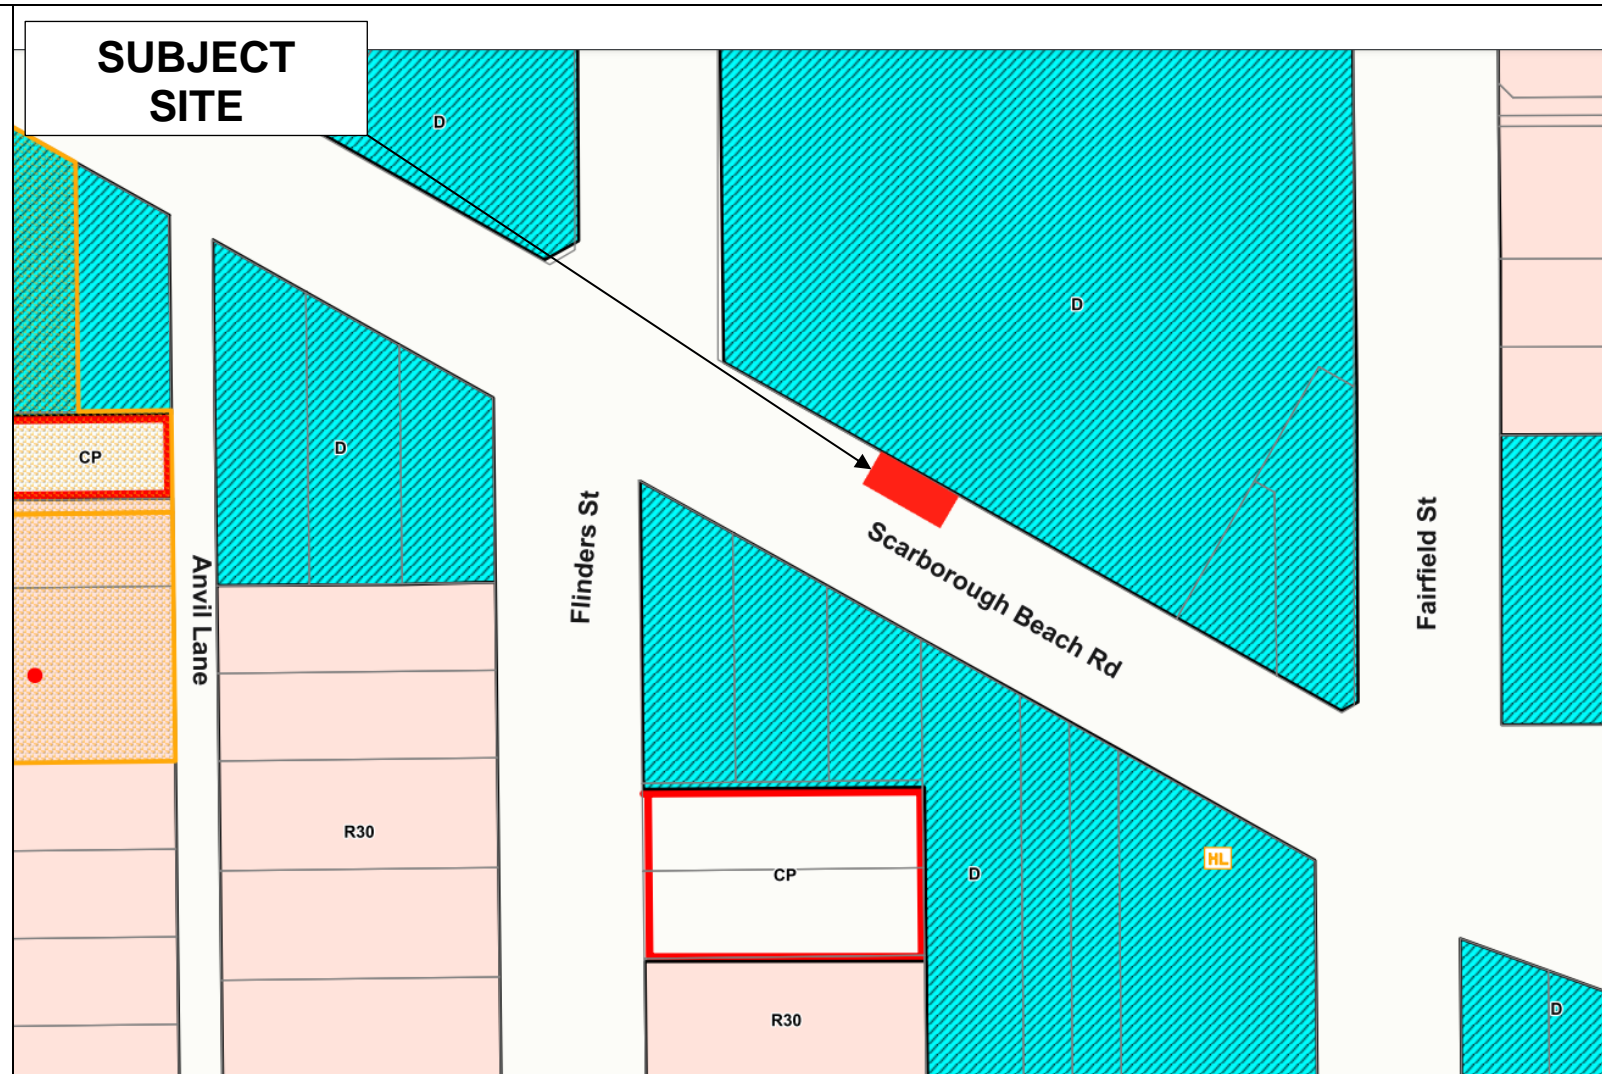 SUBJECT
SITE
D
D
D
CP
Flinders St
Fairfield St
Scarborough Beach Rd
Anvil Lane
R30
HL
CP
D
D
R30